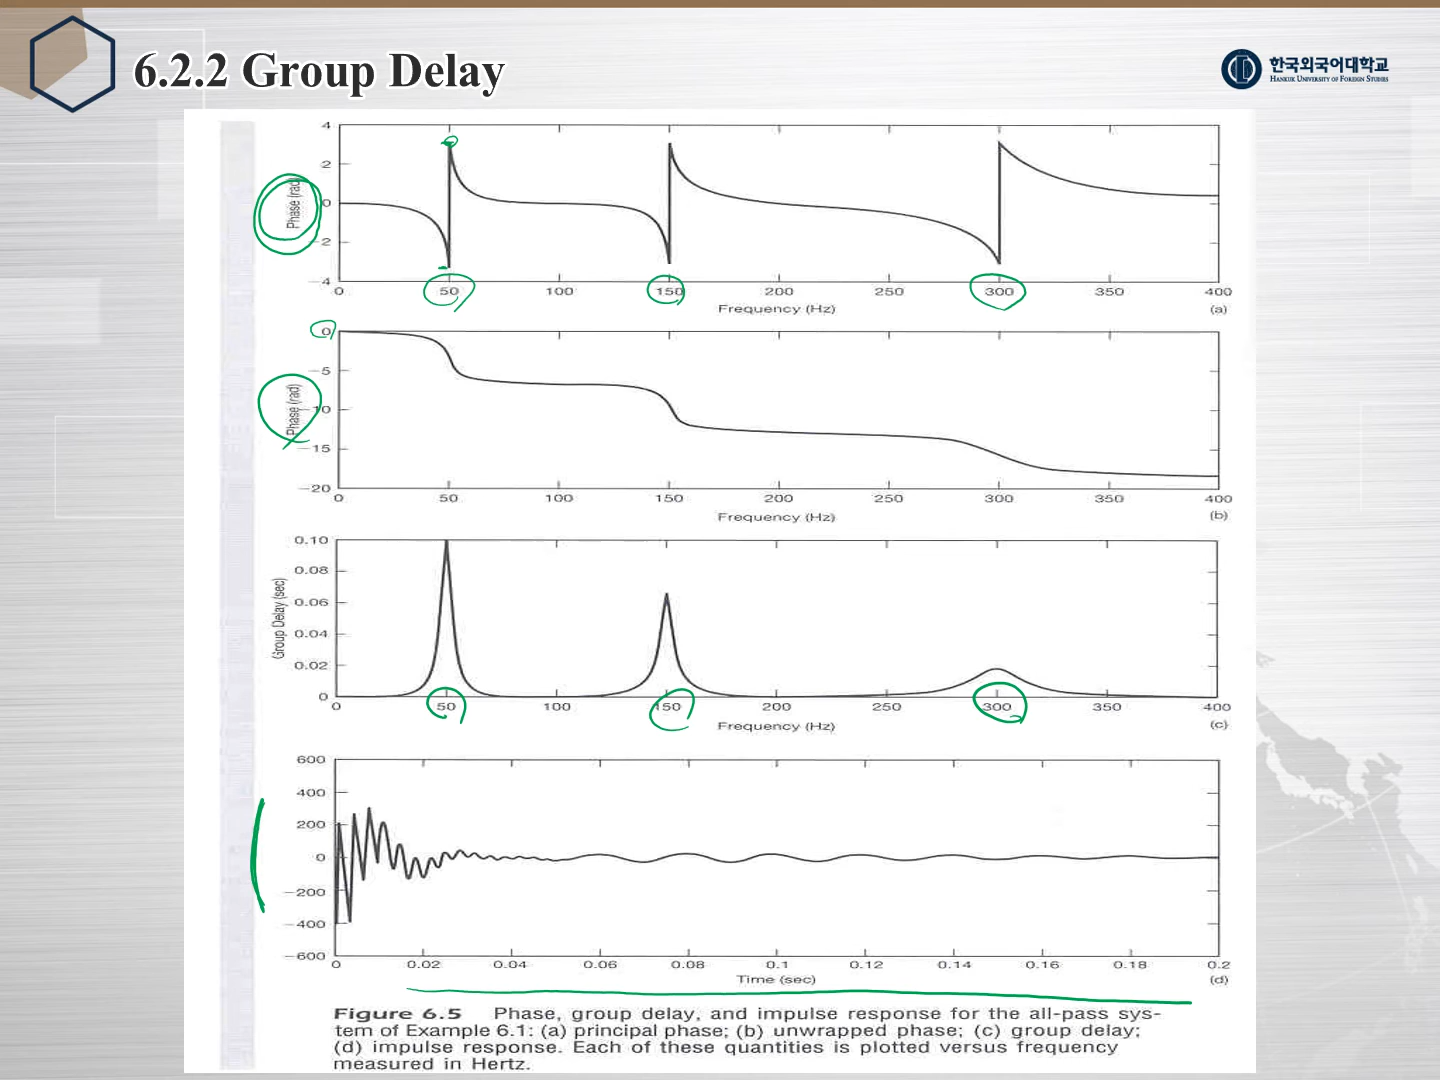 6.2.2 Group Delay
한국외국어대학교
HANKUK UNIVERSITY OF FOREIGN STUDIES
4
2
0
−2
−4
Phase (rad)
0 50 100 150 200 250 300 350 400
Frequency (Hz)
(a)
0
−5
−10
−15
−20
Phase (rad)
0 50 100 150 200 250 300 350 400
Frequency (Hz)
(b)
0.10
0.08
0.06
0.04
0.02
0
Group Delay (sec)
0 50 100 150 200 250 300 350 400
Frequency (Hz)
(c)
600
400
200
0
−200
−400
−600
0 0.02 0.04 0.06 0.08 0.1 0.12 0.14 0.16 0.18 0.2
Time (sec)
(d)
Figure 6.5 Phase, group delay, and impulse response for the all-pass sys-
tem of Example 6.1: (a) principal phase; (b) unwrapped phase; (c) group delay;
(d) impulse response. Each of these quantities is plotted versus frequency
measured in Hertz.